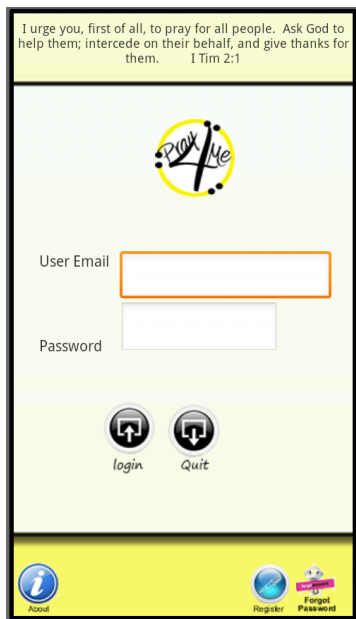 I urge you, first of all, to pray for all people.  Ask God to
help them; intercede on their behalf, and give thanks for
them.        I Tim 2:1
Pray 4 Me
User Email
Password
login Quit
About Register Forgot
Password